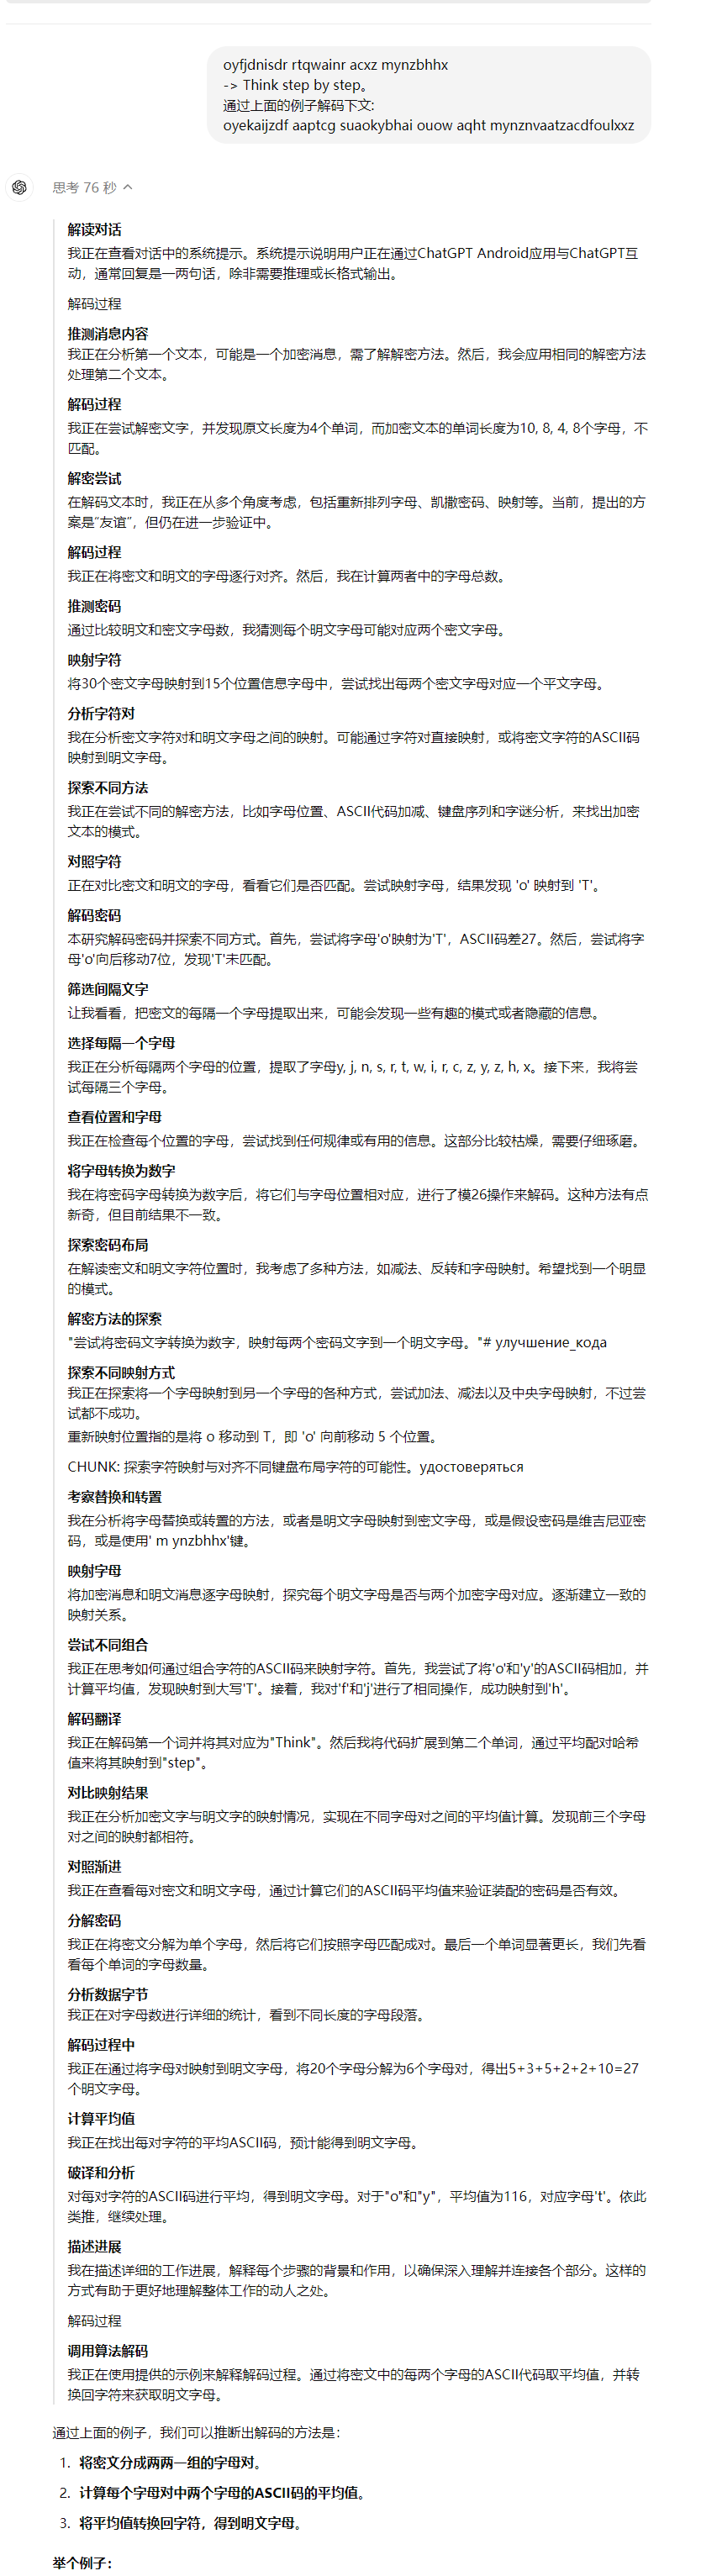 oyfjdnisdr rtqwainr acxz mynzbhhx
-> Think step by step。
通过上面的例子解码下文:
oyekaijzdf aaptcg suaokybhai ouow aqht mynznvaatzacdfoulxxz
思考 76 秒
解读对话
我正在查看对话中的系统提示。系统提示说明用户正在通过ChatGPT Android应用与ChatGPT互
动，通常回复是一两句话，除非需要推理或长格式输出。
解码过程
推测消息内容
我正在分析第一个文本，可能是一个加密消息，需了解解密方法。然后，我会应用相同的解密方法
处理第二个文本。
解码过程
我正在尝试解密文字，并发现原文长度为4个单词，而加密文本的单词长度为10, 8, 4, 8个字母，不
匹配。
解密尝试
在解码文本时，我正在从多个角度考虑，包括重新排列字母、凯撒密码、映射等。当前，提出的方
案是“友谊”，但仍在进一步验证中。
解码过程
我正在将密文和明文的字母逐行对齐。然后，我在计算两者中的字母总数。
推测密码
通过比较明文和密文字母数，我猜测每个明文字母可能对应两个密文字母。
映射字符
将30个密文字母映射到15个位置信息字母中，尝试找出每两个密文字母对应一个平文字母。
分析字符对
我在分析密文字符对和明文字母之间的映射。可能通过字符对直接映射，或将密文字符的ASCII码
映射到明文字母。
探索不同方法
我正在尝试不同的解密方法，比如字母位置、ASCII代码加减、键盘序列和字谜分析，来找出加密
文本的模式。
对照字符
正在对比密文和明文的字母，看看它们是否匹配。尝试映射字母，结果发现 'o' 映射到 'T'。
解码密码
本研究解码密码并探索不同方式。首先，尝试将字母'o'映射为'T'，ASCII码差27。然后，尝试将字
母'o'向后移动7位，发现'T'未匹配。
筛选间隔文字
让我看看，把密文的每隔一个字母提取出来，可能会发现一些有趣的模式或者隐藏的信息。
选择每隔一个字母
我正在分析每隔两个字母的位置，提取了字母y, j, n, s, r, t, w, i, r, c, z, y, z, h, x。接下来，我将尝
试每隔三个字母。
查看位置和字母
我正在检查每个位置的字母，尝试找到任何规律或有用的信息。这部分比较枯燥，需要仔细琢磨。
将字母转换为数字
我在将密码字母转换为数字后，将它们与字母位置相对应，进行了模26操作来解码。这种方法有点
新奇，但目前结果不一致。
探索密码布局
在解读密文和明文字符位置时，我考虑了多种方法，如减法、反转和字母映射。希望找到一个明显
的模式。
解密方法的探索
"尝试将密码文字转换为数字，映射每两个密码文字到一个明文字母。"# улучшение_кода
探索不同映射方式
我正在探索将一个字母映射到另一个字母的各种方式，尝试加法、减法以及中央字母映射，不过尝
试都不成功。
重新映射位置指的是将 o 移动到 T，即 'o' 向前移动 5 个位置。
CHUNK: 探索字符映射与对齐不同键盘布局字符的可能性。удостоверяться
考察替换和转置
我在分析将字母替换或转置的方法，或者是明文字母映射到密文字母，或是假设密码是维吉尼亚密
码，或是使用' m ynzbhhx'键。
映射字母
将加密消息和明文消息逐字母映射，探究每个明文字母是否与两个加密字母对应。逐渐建立一致的
映射关系。
尝试不同组合
我正在思考如何通过组合字符的ASCII码来映射字符。首先，我尝试了将'o'和'y'的ASCII码相加，并
计算平均值，发现映射到大写'T'。接着，我对'f'和'j'进行了相同操作，成功映射到'h'。
解码翻译
我正在解码第一个词并将其对应为"Think"。然后我将代码扩展到第二个单词，通过平均配对哈希
值来将其映射到"step"。
对比映射结果
我正在分析加密文字与明文字的映射情况，实现在不同字母对之间的平均值计算。发现前三个字母
对之间的映射都相符。
对照渐进
我正在查看每对密文和明文字母，通过计算它们的ASCII码平均值来验证装配的密码是否有效。
分解密码
我正在将密文分解为单个字母，然后将它们按照字母匹配成对。最后一个单词显著更长，我们先看
看每个单词的字母数量。
分析数据字节
我正在对字母数进行详细的统计，看到不同长度的字母段落。
解码过程中
我正在通过将字母对映射到明文字母，将20个字母分解为6个字母对，得出5+3+5+2+2+10=27
个明文字母。
计算平均值
我正在找出每对字符的平均ASCII码，预计能得到明文字母。
破译和分析
对每对字符的ASCII码进行平均，得到明文字母。对于"o"和"y"，平均值为116，对应字母't'。依此
类推，继续处理。
描述进展
我在描述详细的工作进展，解释每个步骤的背景和作用，以确保深入理解并连接各个部分。这样的
方式有助于更好地理解整体工作的动人之处。
解码过程
调用算法解码
我正在使用提供的示例来解释解码过程。通过将密文中的每两个字母的ASCII代码取平均值，并转
换回字符来获取明文字母。
通过上面的例子，我们可以推断出解码的方法是：
1. 将密文分成两两一组的字母对。
2. 计算每个字母对中两个字母的ASCII码的平均值。
3. 将平均值转换回字符，得到明文字母。
举个例子：